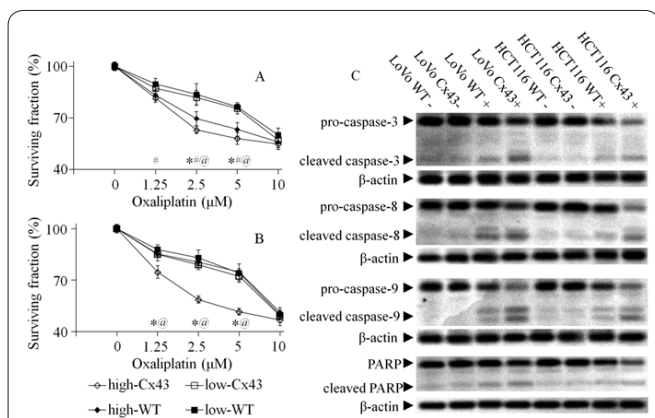 A
Surviving fraction (%)
100
70
40
0 1.25 2.5 5 10
# *#@ *#@
Oxaliplatin (μM)
B
Surviving fraction (%)
100
70
40
0 1.25 2.5 5 10
*@ *@ *@
Oxaliplatin (μM)
high-Cx43 low-Cx43
high-WT low-WT
C
LoVo WT -
LoVo Cx43-
LoVo WT +
LoVo Cx43+
HCT116 WT -
HCT116 Cx43 -
HCT116 WT+
HCT116 Cx43 +
pro-caspase-3
cleaved caspase-3
β-actin
pro-caspase-8
cleaved caspase-8
β-actin
pro-caspase-9
cleaved caspase-9
β-actin
PARP
cleaved PARP
β-actin